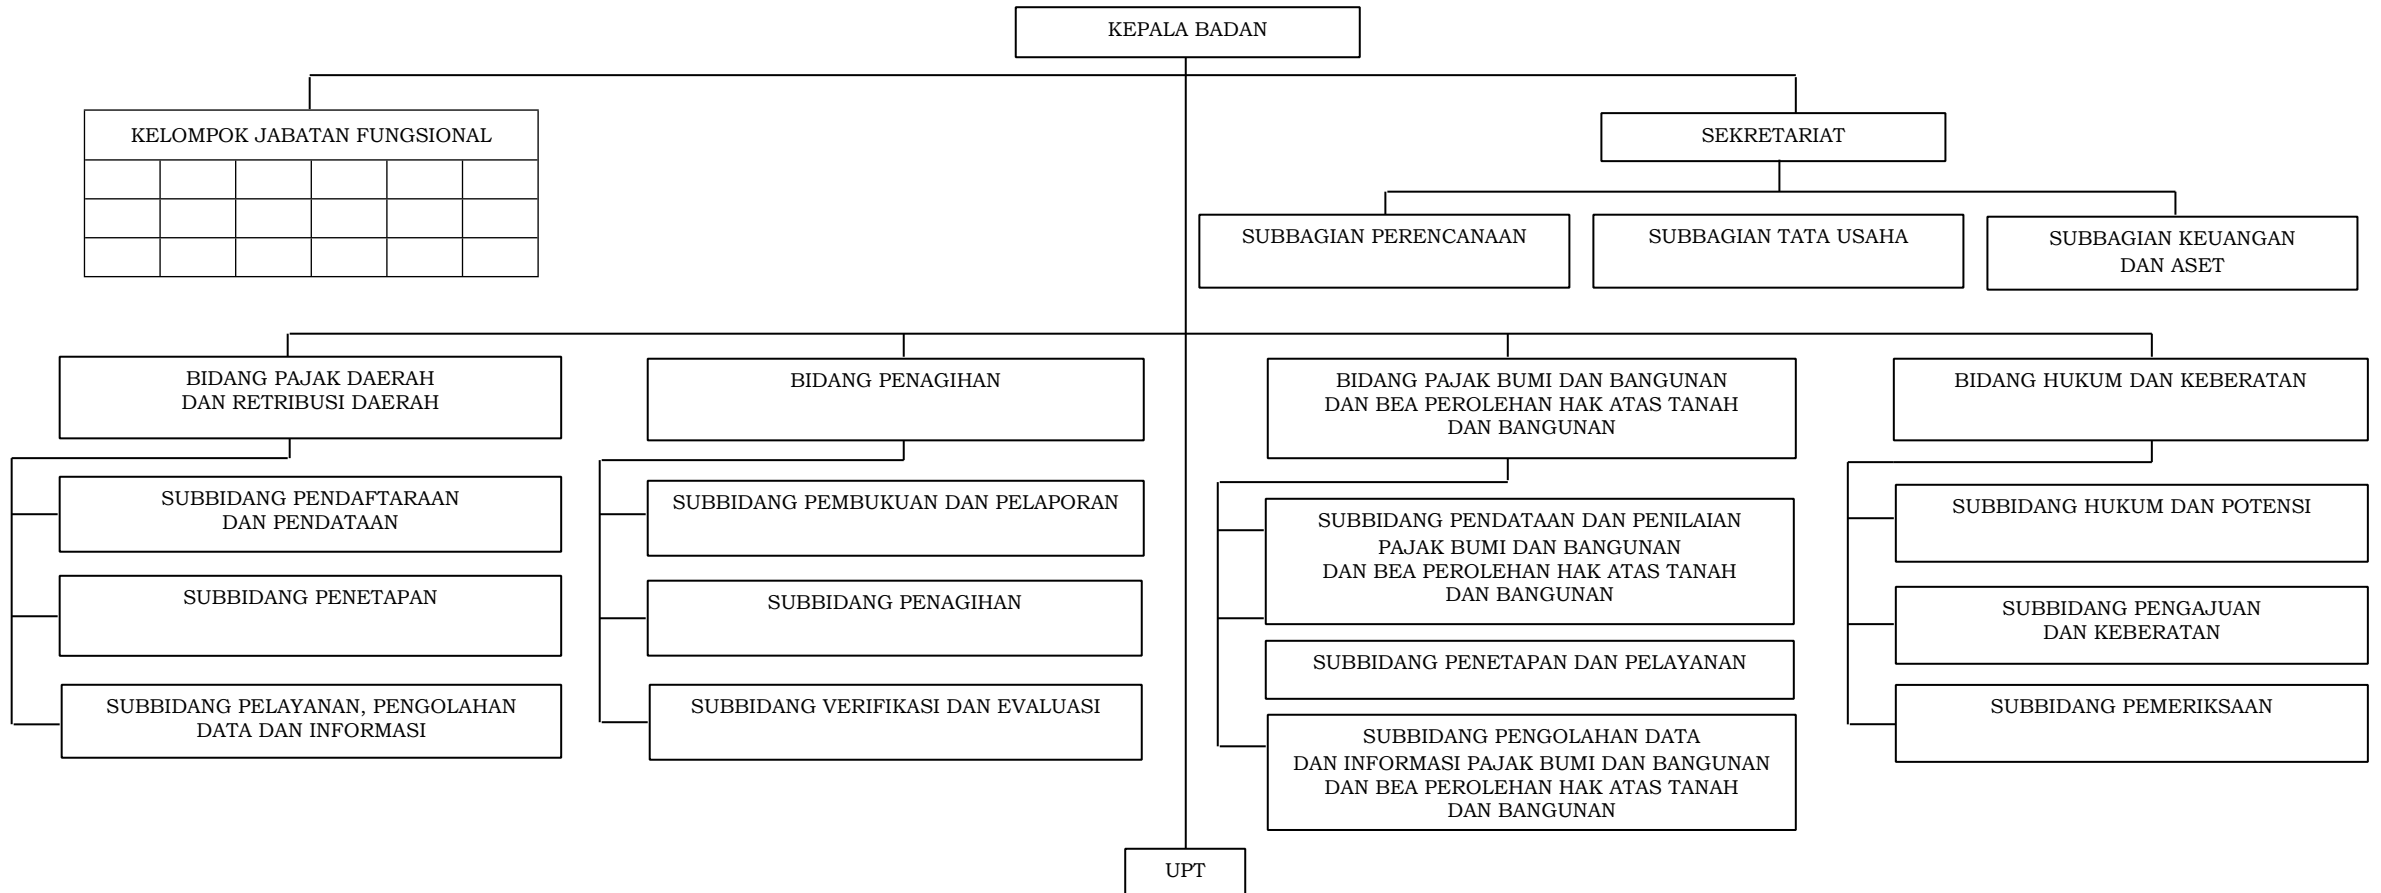 KEPALA BADAN
KELOMPOK JABATAN FUNGSIONAL
SEKRETARIAT
SUBBAGIAN PERENCANAAN
SUBBAGIAN TATA USAHA
SUBBAGIAN KEUANGAN
DAN ASET
BIDANG PAJAK DAERAH
DAN RETRIBUSI DAERAH
SUBBIDANG PENDAFTARAAN
DAN PENDATAAN
SUBBIDANG PENETAPAN
SUBBIDANG PELAYANAN, PENGOLAHAN
DATA DAN INFORMASI
BIDANG PENAGIHAN
SUBBIDANG PEMBUKUAN DAN PELAPORAN
SUBBIDANG PENAGIHAN
SUBBIDANG VERIFIKASI DAN EVALUASI
BIDANG PAJAK BUMI DAN BANGUNAN
DAN BEA PEROLEHAN HAK ATAS TANAH
DAN BANGUNAN
SUBBIDANG PENDATAAN DAN PENILAIAN
PAJAK BUMI DAN BANGUNAN
DAN BEA PEROLEHAN HAK ATAS TANAH
DAN BANGUNAN
SUBBIDANG PENETAPAN DAN PELAYANAN
SUBBIDANG PENGOLAHAN DATA
DAN INFORMASI PAJAK BUMI DAN BANGUNAN
DAN BEA PEROLEHAN HAK ATAS TANAH
DAN BANGUNAN
BIDANG HUKUM DAN KEBERATAN
SUBBIDANG HUKUM DAN POTENSI
SUBBIDANG PENGAJUAN
DAN KEBERATAN
SUBBIDANG PEMERIKSAAN
UPT